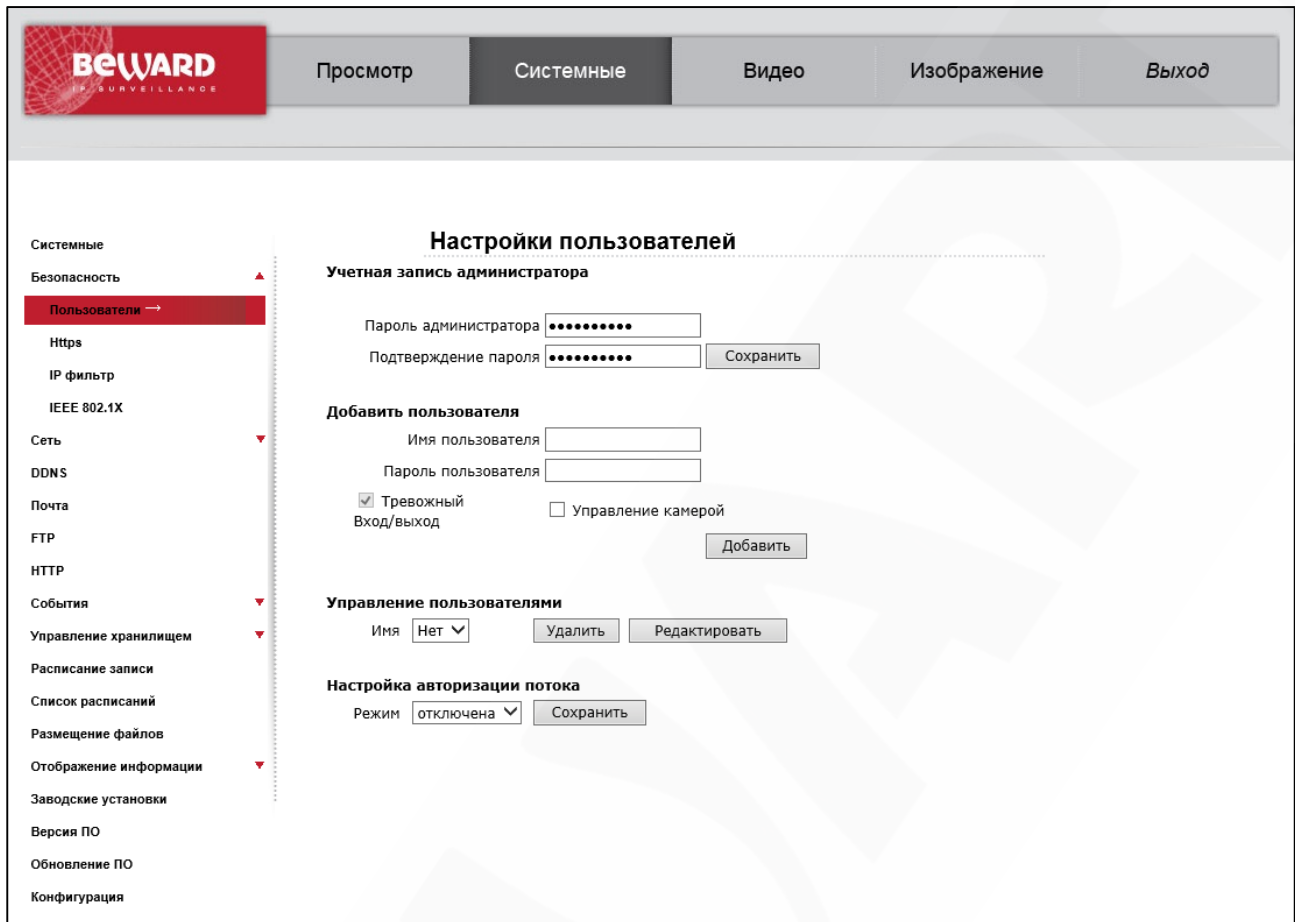 BEWARD
IP SURVEILLANCE
Просмотр
Системные
Видео
Изображение
Выход
Системные
Безопасность
Пользователи →
Https
IP фильтр
IEEE 802.1X
Сеть
DDNS
Почта
FTP
HTTP
События
Управление хранилищем
Расписание записи
Список расписаний
Размещение файлов
Отображение информации
Заводские установки
Версия ПО
Обновление ПО
Конфигурация
Настройки пользователей
Учетная запись администратора
Пароль администратора ••••••••••
Подтверждение пароля •••••••••• Сохранить
Добавить пользователя
Имя пользователя
Пароль пользователя
Тревожный
Вход/выход
Управление камерой
Добавить
Управление пользователями
Имя Нет Удалить Редактировать
Настройка авторизации потока
Режим отключена Сохранить